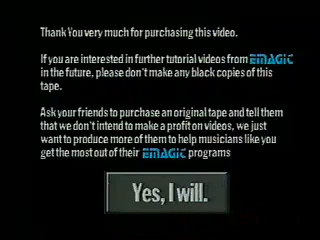 Thank You very much for purchasing this video.
If you are interested in further tutorial videos from EMAGIC
in the future, please don't make any black copies of this
tape.
Ask your friends to purchase an original tape and tell them
that we don't intend to make a profit on videos, we just
want to produce more of them to help musicians like you
get the most out of their EMAGIC programs
Yes, I will.